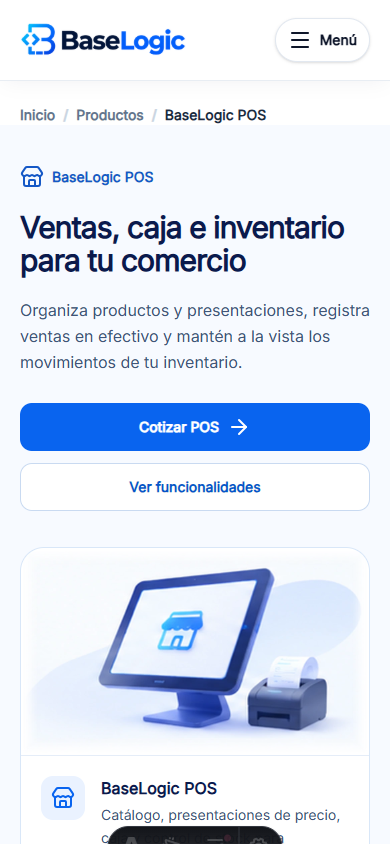 BaseLogic
Menú
Inicio / Productos / BaseLogic POS
BaseLogic POS
Ventas, caja e inventario
para tu comercio
Organiza productos y presentaciones, registra
ventas en efectivo y mantén a la vista los
movimientos de tu inventario.
Cotizar POS
Ver funcionalidades
BaseLogic POS
Catálogo, presentaciones de precio,